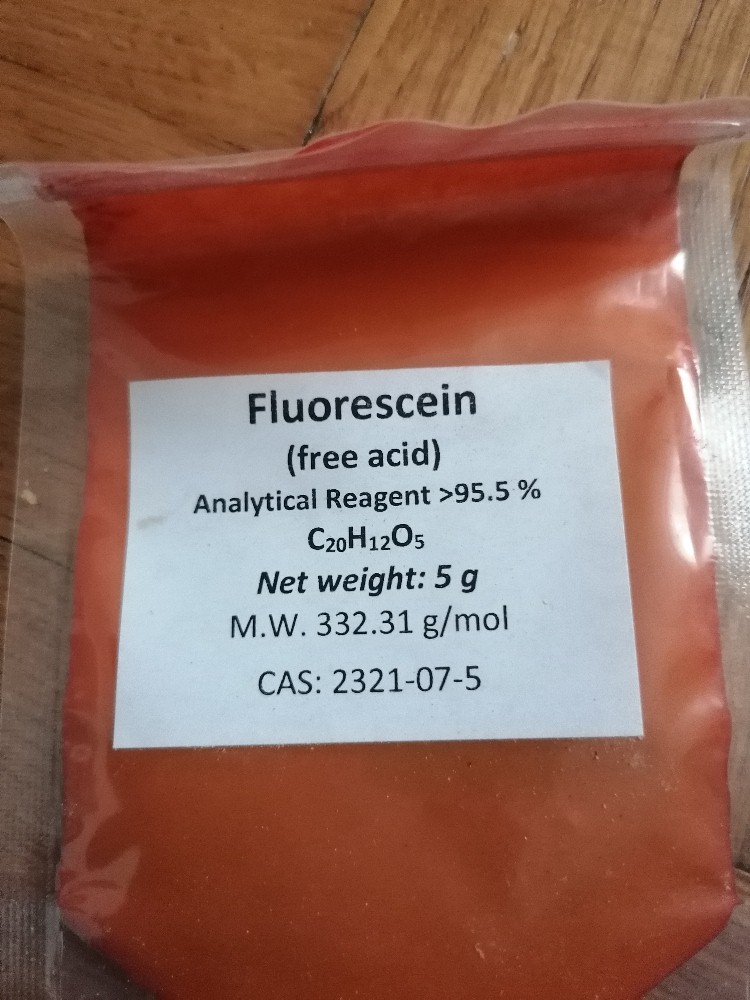 Fluorescein
(free acid)
Analytical Reagent >95.5 %
C₂₀H₁₂O₅
Net weight: 5 g
M.W. 332.31 g/mol
CAS: 2321-07-5